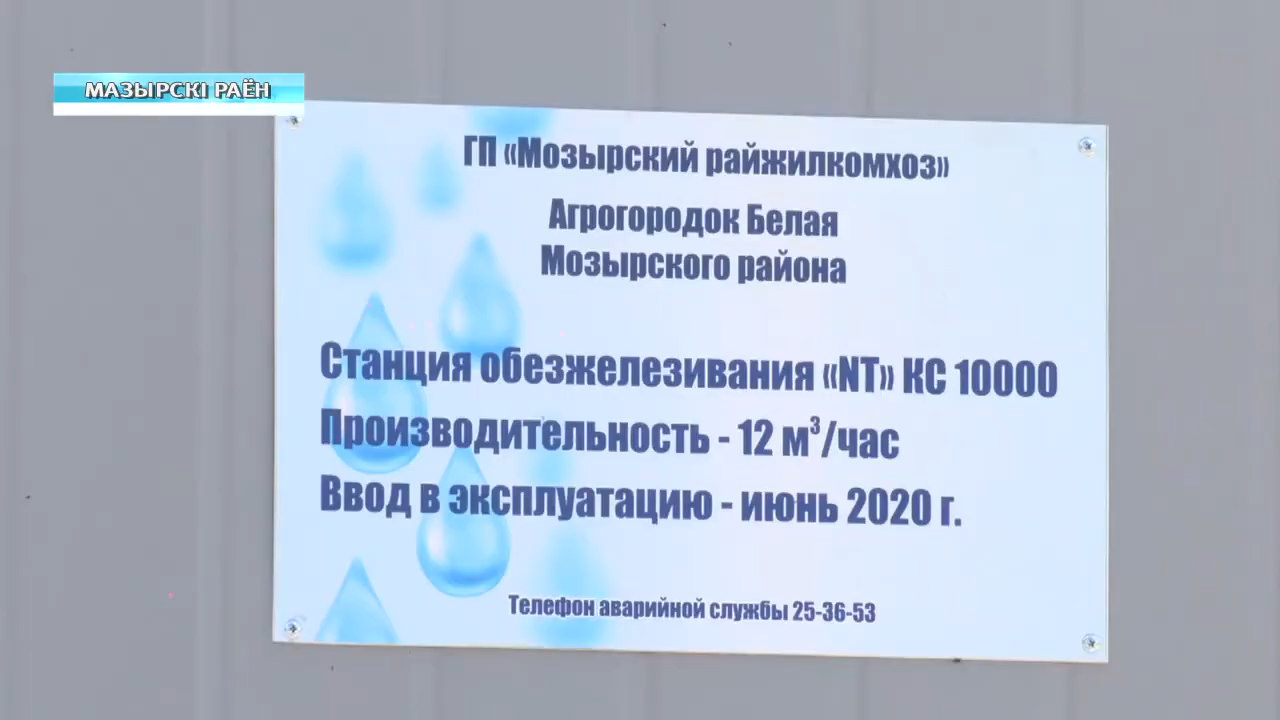 МАЗЫРСКІ РАЁН
ГП «Мозырский райжилкомхоз»
Агрогородок Белая
Мозырского района
Станция обезжелезивания «NT» КС 10000
Производительность - 12 м³/час
Ввод в эксплуатацию - июнь 2020 г.
Телефон аварийной службы 25-36-53